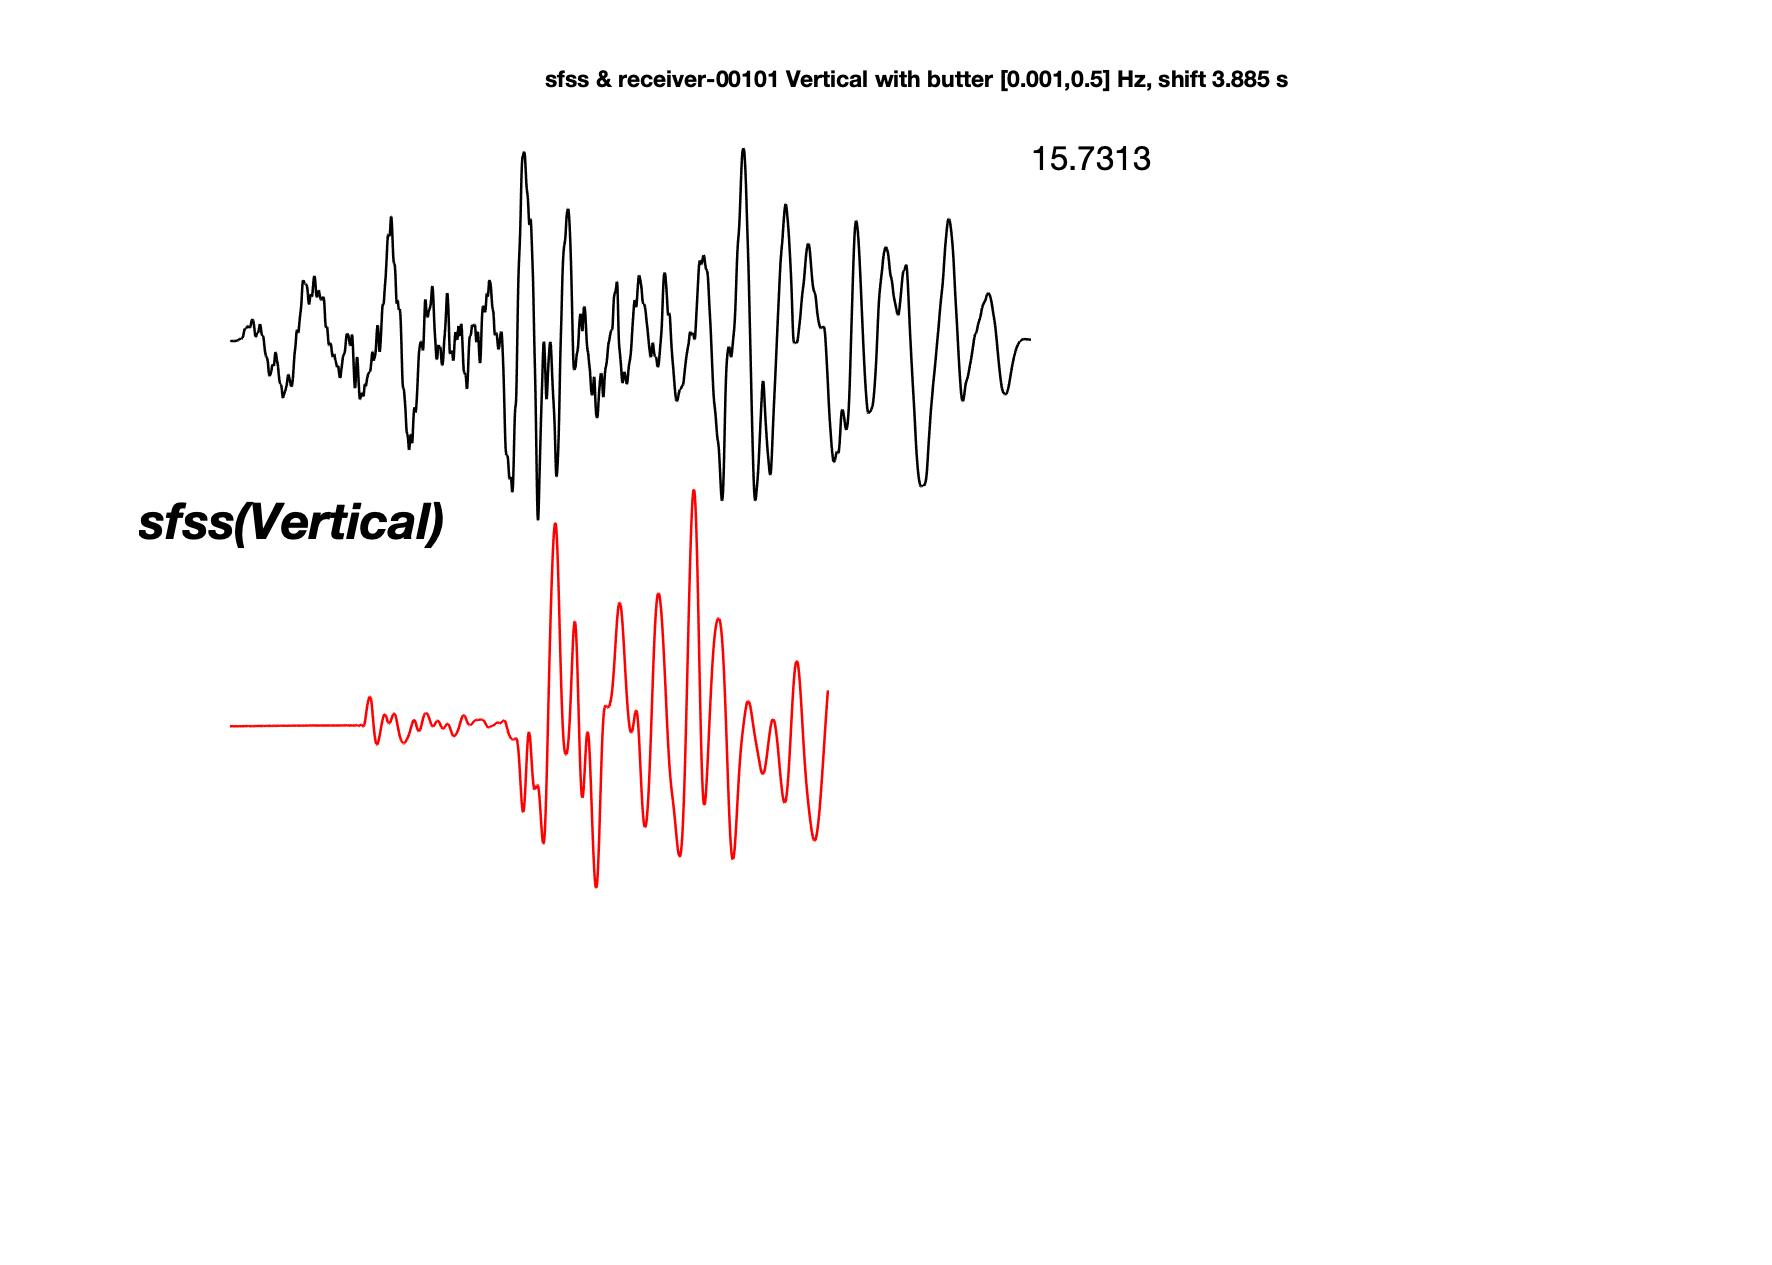 sfss & receiver-00101 Vertical with butter [0.001,0.5] Hz, shift 3.885 s
15.7313
sfss(Vertical)